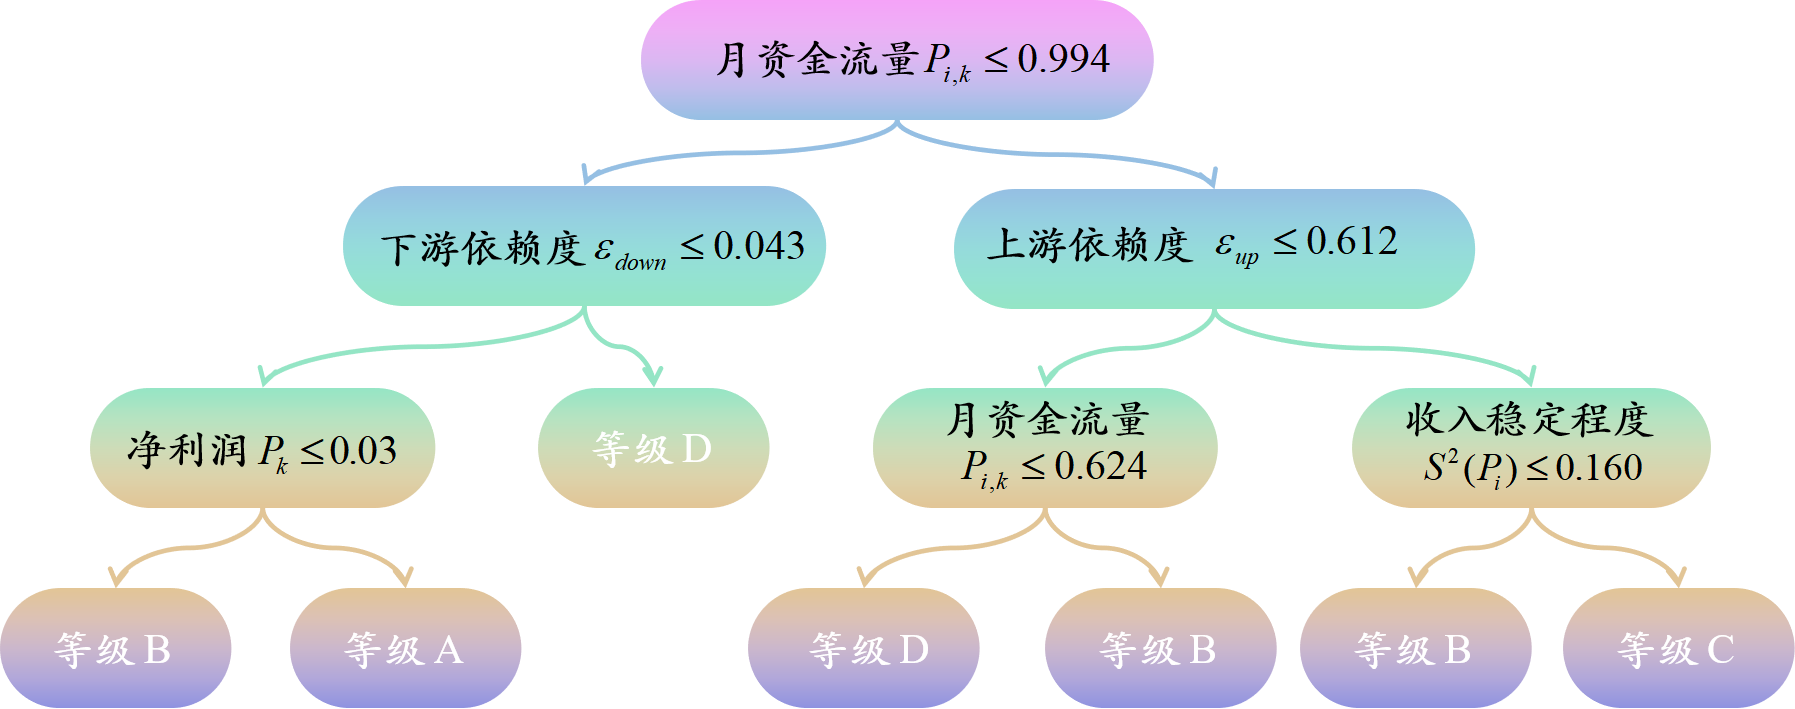 月资金流量 P_{i,k} ≤ 0.994
下游依赖度 ε_{down} ≤ 0.043
上游依赖度 ε_{up} ≤ 0.612
净利润 P_k ≤ 0.03
等级 D
月资金流量
P_{i,k} ≤ 0.624
收入稳定程度
S²(P_i) ≤ 0.160
等级 B
等级 A
等级 D
等级 B
等级 B
等级 C